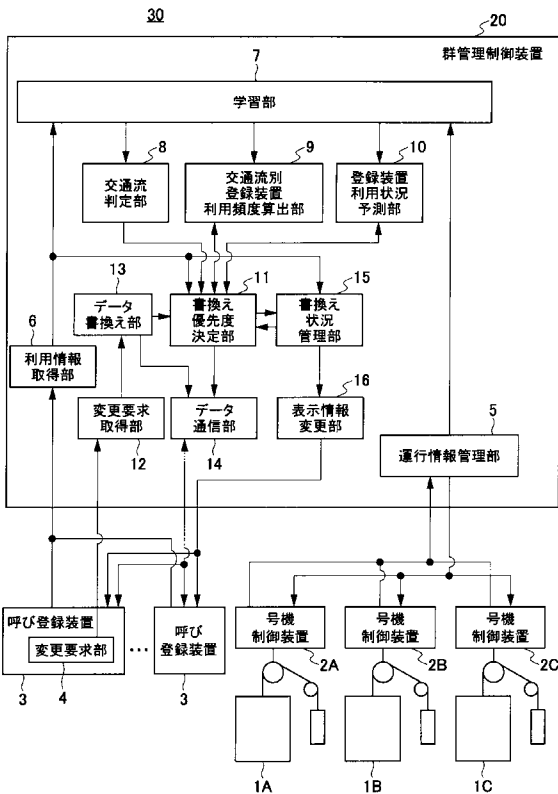 30
20
群管理制御装置
7
学習部
8
交通流
判定部
9
交通流別
登録装置
利用頻度算出部
10
登録装置
利用状況
予測部
13
データ
書換え部
11
書換え
優先度
決定部
15
書換え
状況
管理部
6
利用情報
取得部
変更要求
取得部
12
データ
通信部
14
16
表示情報
変更部
5
運行情報管理部
呼び登録装置
変更要求部
3
4
…
呼び
登録装置
3
号機
制御装置
2A
号機
制御装置
2B
号機
制御装置
2C
1A
1B
1C